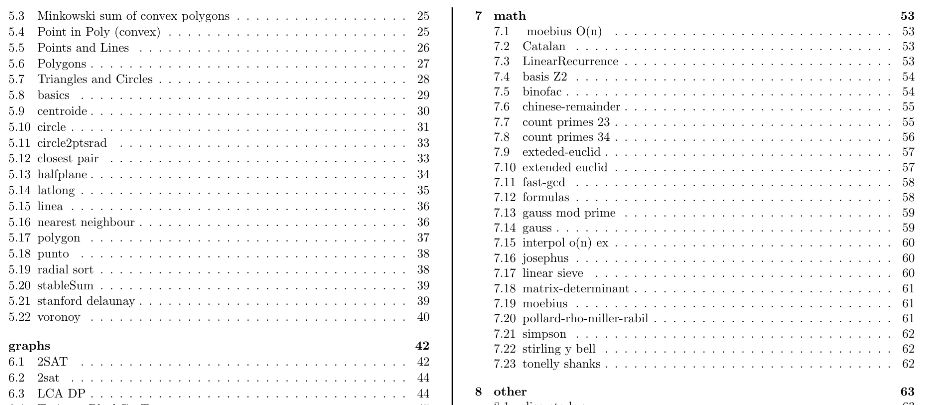 5.3 Minkowski sum of convex polygons . . . . . . . . . . . . . . . . . . 25
5.4 Point in Poly (convex) . . . . . . . . . . . . . . . . . . 25
5.5 Points and Lines . . . . . . . . . . . . . . . . . . 26
5.6 Polygons . . . . . . . . . . . . . . . . . . 27
5.7 Triangles and Circles . . . . . . . . . . . . . . . . . . 28
5.8 basics . . . . . . . . . . . . . . . . . . 29
5.9 centroide . . . . . . . . . . . . . . . . . . 30
5.10 circle . . . . . . . . . . . . . . . . . . 31
5.11 circle2ptsrad . . . . . . . . . . . . . . . . . . 33
5.12 closest pair . . . . . . . . . . . . . . . . . . 33
5.13 halfplane . . . . . . . . . . . . . . . . . . 34
5.14 latlong . . . . . . . . . . . . . . . . . . 35
5.15 linea . . . . . . . . . . . . . . . . . . 36
5.16 nearest neighbour . . . . . . . . . . . . . . . . . . 36
5.17 polygon . . . . . . . . . . . . . . . . . . 37
5.18 punto . . . . . . . . . . . . . . . . . . 38
5.19 radial sort . . . . . . . . . . . . . . . . . . 38
5.20 stableSum . . . . . . . . . . . . . . . . . . 39
5.21 stanford delaunay . . . . . . . . . . . . . . . . . . 39
5.22 voronoy . . . . . . . . . . . . . . . . . . 40
graphs 42
6.1 2SAT . . . . . . . . . . . . . . . . . . 42
6.2 2sat . . . . . . . . . . . . . . . . . . 44
6.3 LCA DP . . . . . . . . . . . . . . . . . . 44
7 math 53
7.1 moebius O(n) . . . . . . . . . . . . . . . . . . 53
7.2 Catalan . . . . . . . . . . . . . . . . . . 53
7.3 LinearRecurrence . . . . . . . . . . . . . . . . . . 53
7.4 basis Z2 . . . . . . . . . . . . . . . . . . 54
7.5 binofac . . . . . . . . . . . . . . . . . . 54
7.6 chinese-remainder . . . . . . . . . . . . . . . . . . 55
7.7 count primes 23 . . . . . . . . . . . . . . . . . . 55
7.8 count primes 34 . . . . . . . . . . . . . . . . . . 56
7.9 exteded-euclid . . . . . . . . . . . . . . . . . . 57
7.10 extended euclid . . . . . . . . . . . . . . . . . . 57
7.11 fast-gcd . . . . . . . . . . . . . . . . . . 58
7.12 formulas . . . . . . . . . . . . . . . . . . 58
7.13 gauss mod prime . . . . . . . . . . . . . . . . . . 59
7.14 gauss . . . . . . . . . . . . . . . . . . 59
7.15 interpol o(n) ex . . . . . . . . . . . . . . . . . . 60
7.16 josephus . . . . . . . . . . . . . . . . . . 60
7.17 linear sieve . . . . . . . . . . . . . . . . . . 60
7.18 matrix-determinant . . . . . . . . . . . . . . . . . . 61
7.19 moebius . . . . . . . . . . . . . . . . . . 61
7.20 pollard-rho-miller-rabil . . . . . . . . . . . . . . . . . . 61
7.21 simpson . . . . . . . . . . . . . . . . . . 62
7.22 stirling y bell . . . . . . . . . . . . . . . . . . 62
7.23 tonelly shanks . . . . . . . . . . . . . . . . . . 62
8 other 63